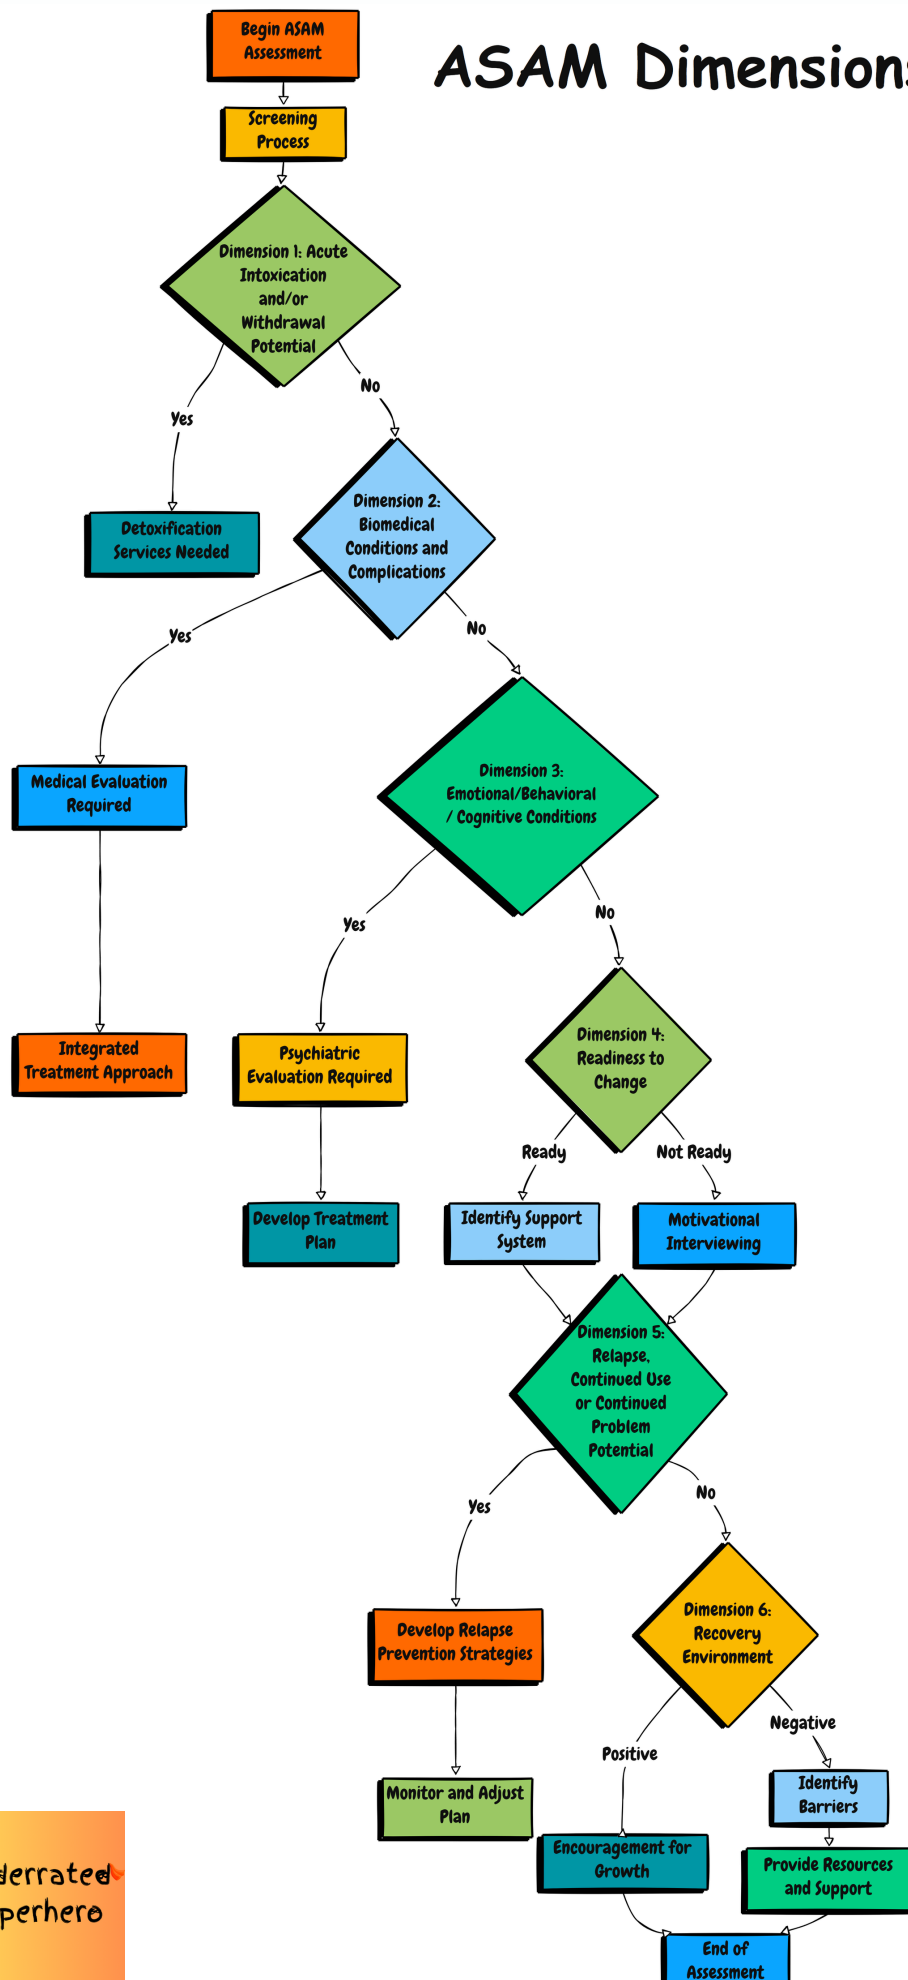 Begin ASAM
Assessment
ASAM Dimensions
Screening
Process
Dimension 1: Acute
Intoxication
and/or
Withdrawal
Potential
No
Yes
Detoxification
Services Needed
Dimension 2:
Biomedical
Conditions and
Complications
Yes
No
Medical Evaluation
Required
Dimension 3:
Emotional/Behavioral
/ Cognitive Conditions
Yes
No
Integrated
Treatment Approach
Psychiatric
Evaluation Required
Dimension 4:
Readiness to
Change
Ready
Not Ready
Develop Treatment
Plan
Identify Support
System
Motivational
Interviewing
Dimension 5:
Relapse,
Continued Use
or Continued
Problem
Potential
Yes
No
Develop Relapse
Prevention Strategies
Dimension 6:
Recovery
Environment
Negative
Positive
Monitor and Adjust
Plan
Identify
Barriers
Encouragement for
Growth
Provide Resources
and Support
derrated
perhero
End of
Assessment